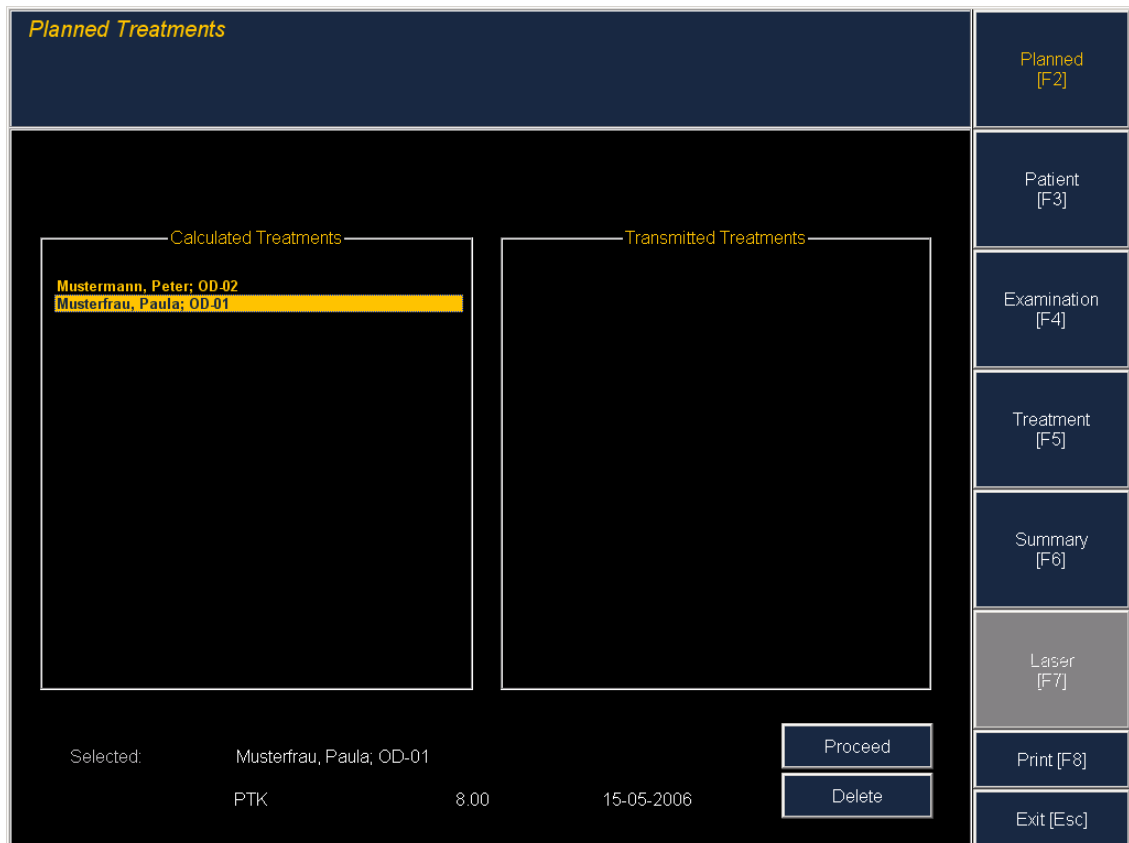 Planned Treatments
Calculated Treatments
Mustermann, Peter; OD-02
Musterfrau, Paula; OD-01
Transmitted Treatments
Selected:
Musterfrau, Paula; OD-01
PTK
8.00
15-05-2006
Proceed
Delete
Planned
[F2]
Patient
[F3]
Examination
[F4]
Treatment
[F5]
Summary
[F6]
Laser
[F7]
Print [F8]
Exit [Esc]